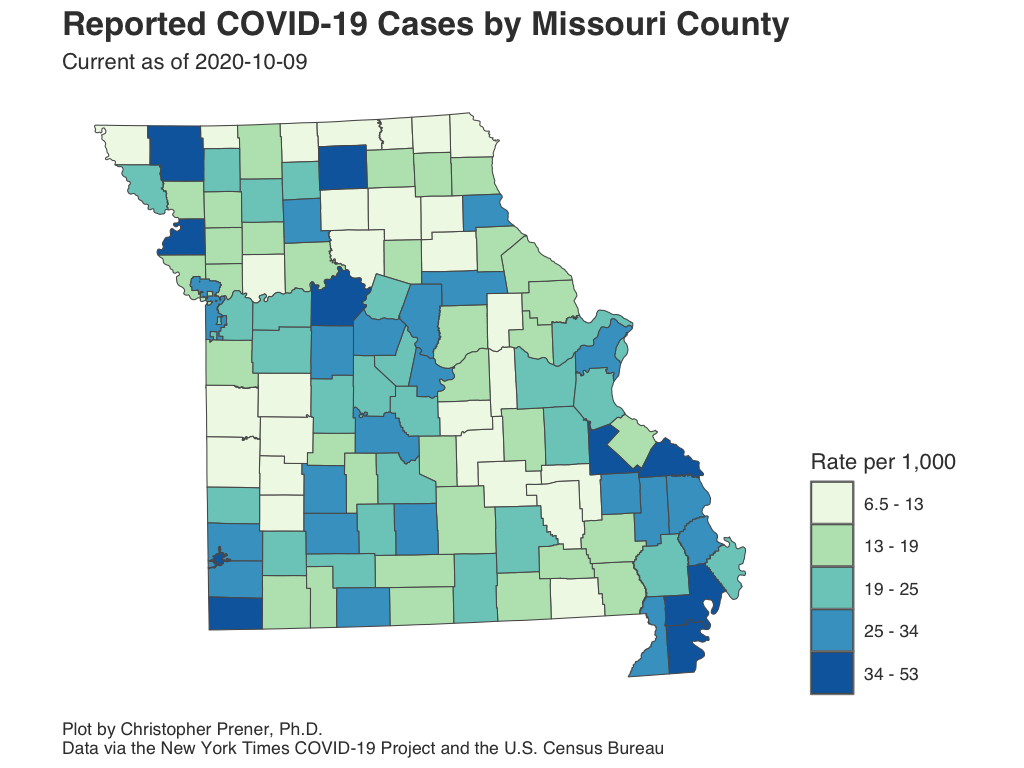 Reported COVID-19 Cases by Missouri County
Current as of 2020-10-09
Rate per 1,000
6.5 - 13
13 - 19
19 - 25
25 - 34
34 - 53
Plot by Christopher Prener, Ph.D.
Data via the New York Times COVID-19 Project and the U.S. Census Bureau